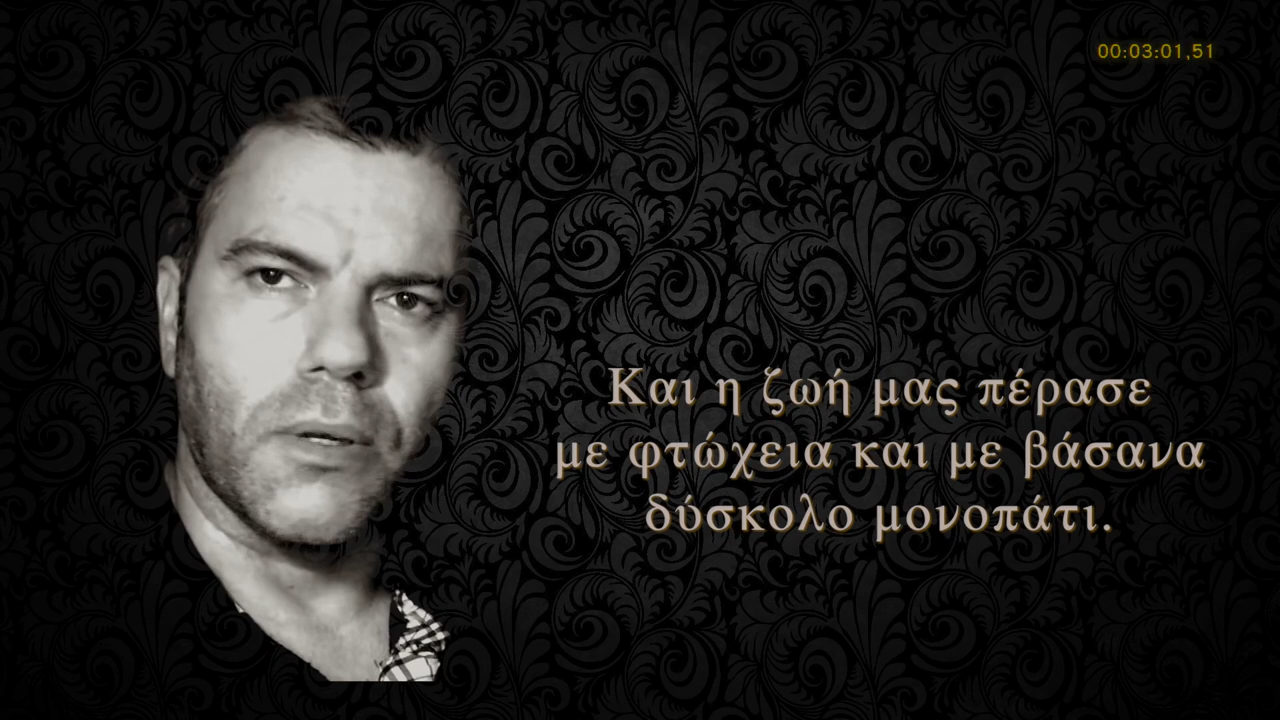 00:03:01,51
Και η ζωή μας πέρασε
με φτώχεια και με βάσανα
δύσκολο μονοπάτι.